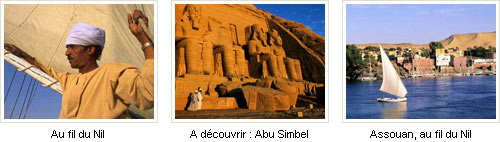 Au fil du Nil
A découvrir : Abu Simbel
Assouan, au fil du Nil